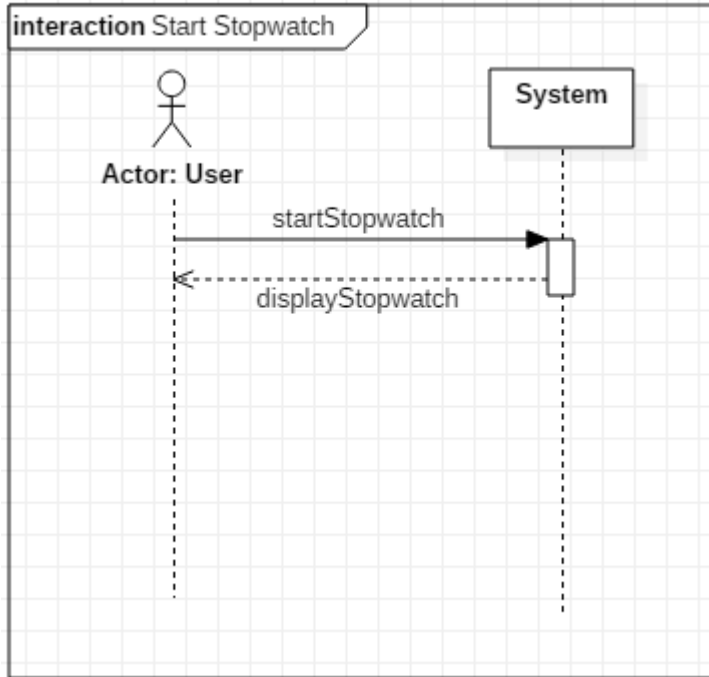 interaction Start Stopwatch
System
Actor: User
startStopwatch
displayStopwatch